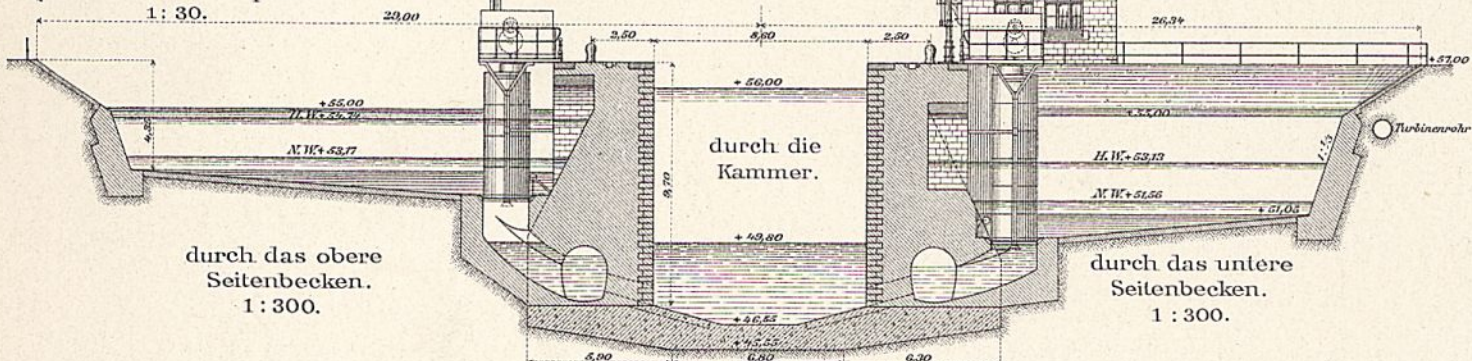 1:30.
29,00
26,34
2,50
8,60
2,50
+57,00
+56,00
+55,00
H.W.+54,74
+55,00
Turbinenrohr
N.W.+53,17
durch die
Kammer.
9,70
H.W.+53,13
N.W.+51,56
+51,05
+49,80
durch das obere
Seitenbecken.
1:300.
durch das untere
Seitenbecken.
1:300.
+46,55
+45,55
5,90
6,80
6,30